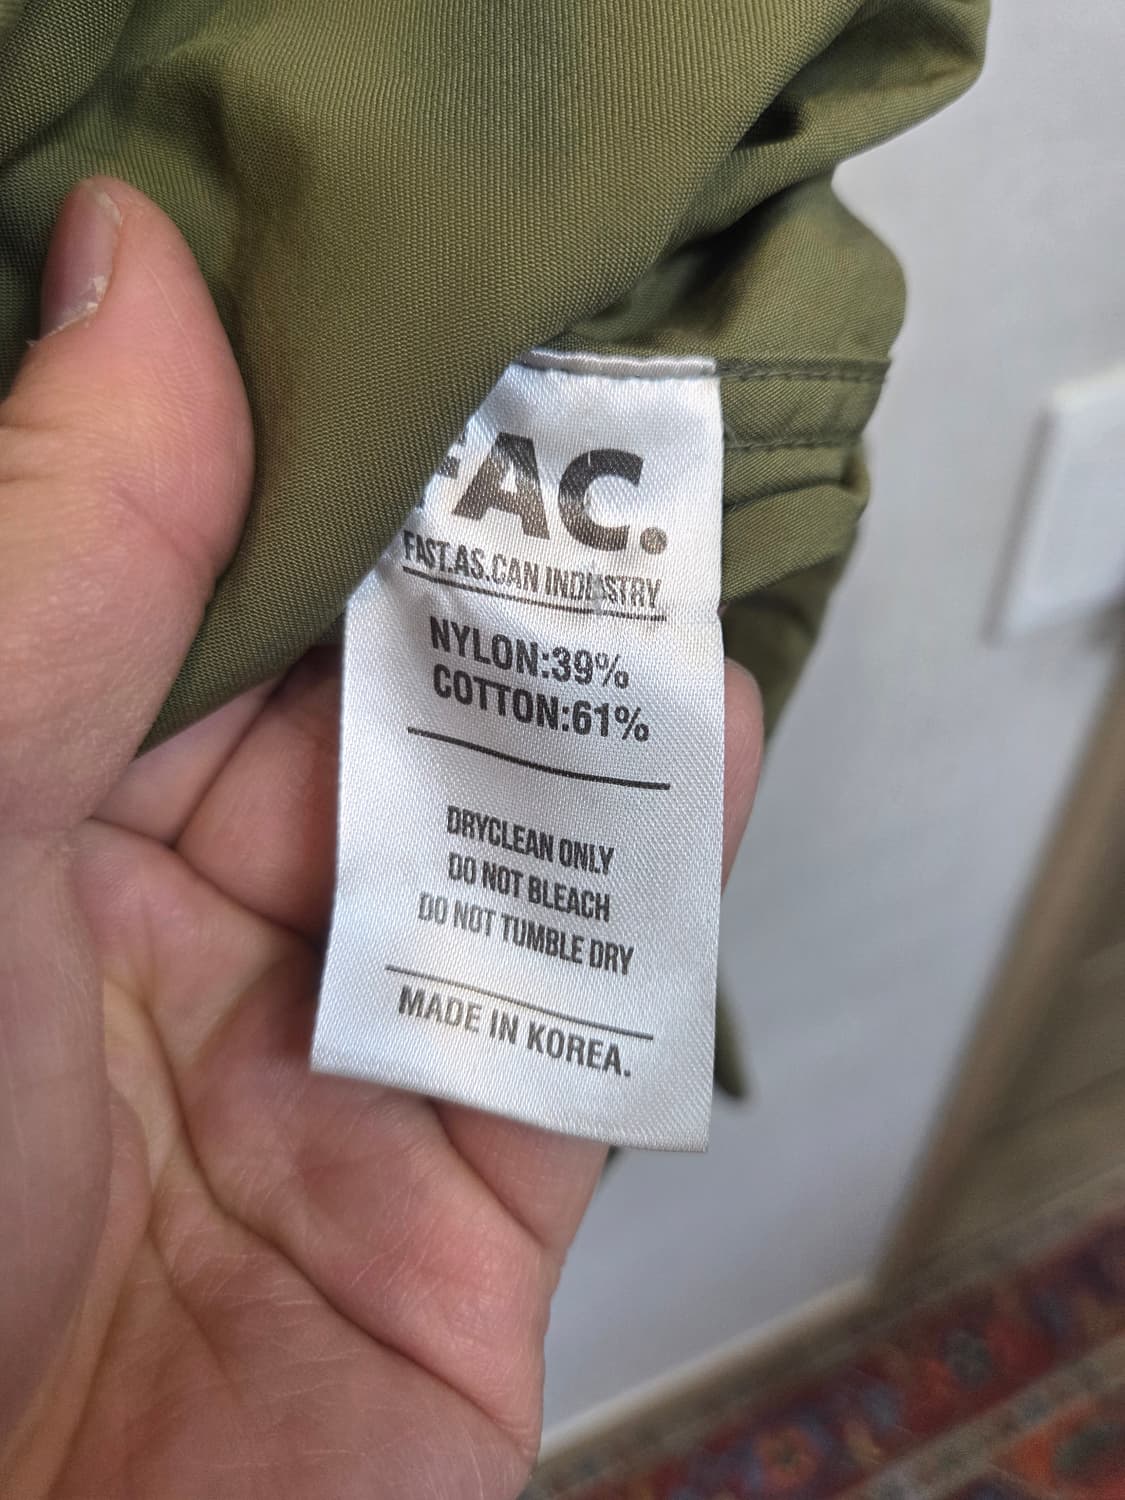 FAC.
FAST.AS.CAN INDUSTRY
NYLON:39%
COTTON:61%
DRYCLEAN ONLY
DO NOT BLEACH
DO NOT TUMBLE DRY
MADE IN KOREA.